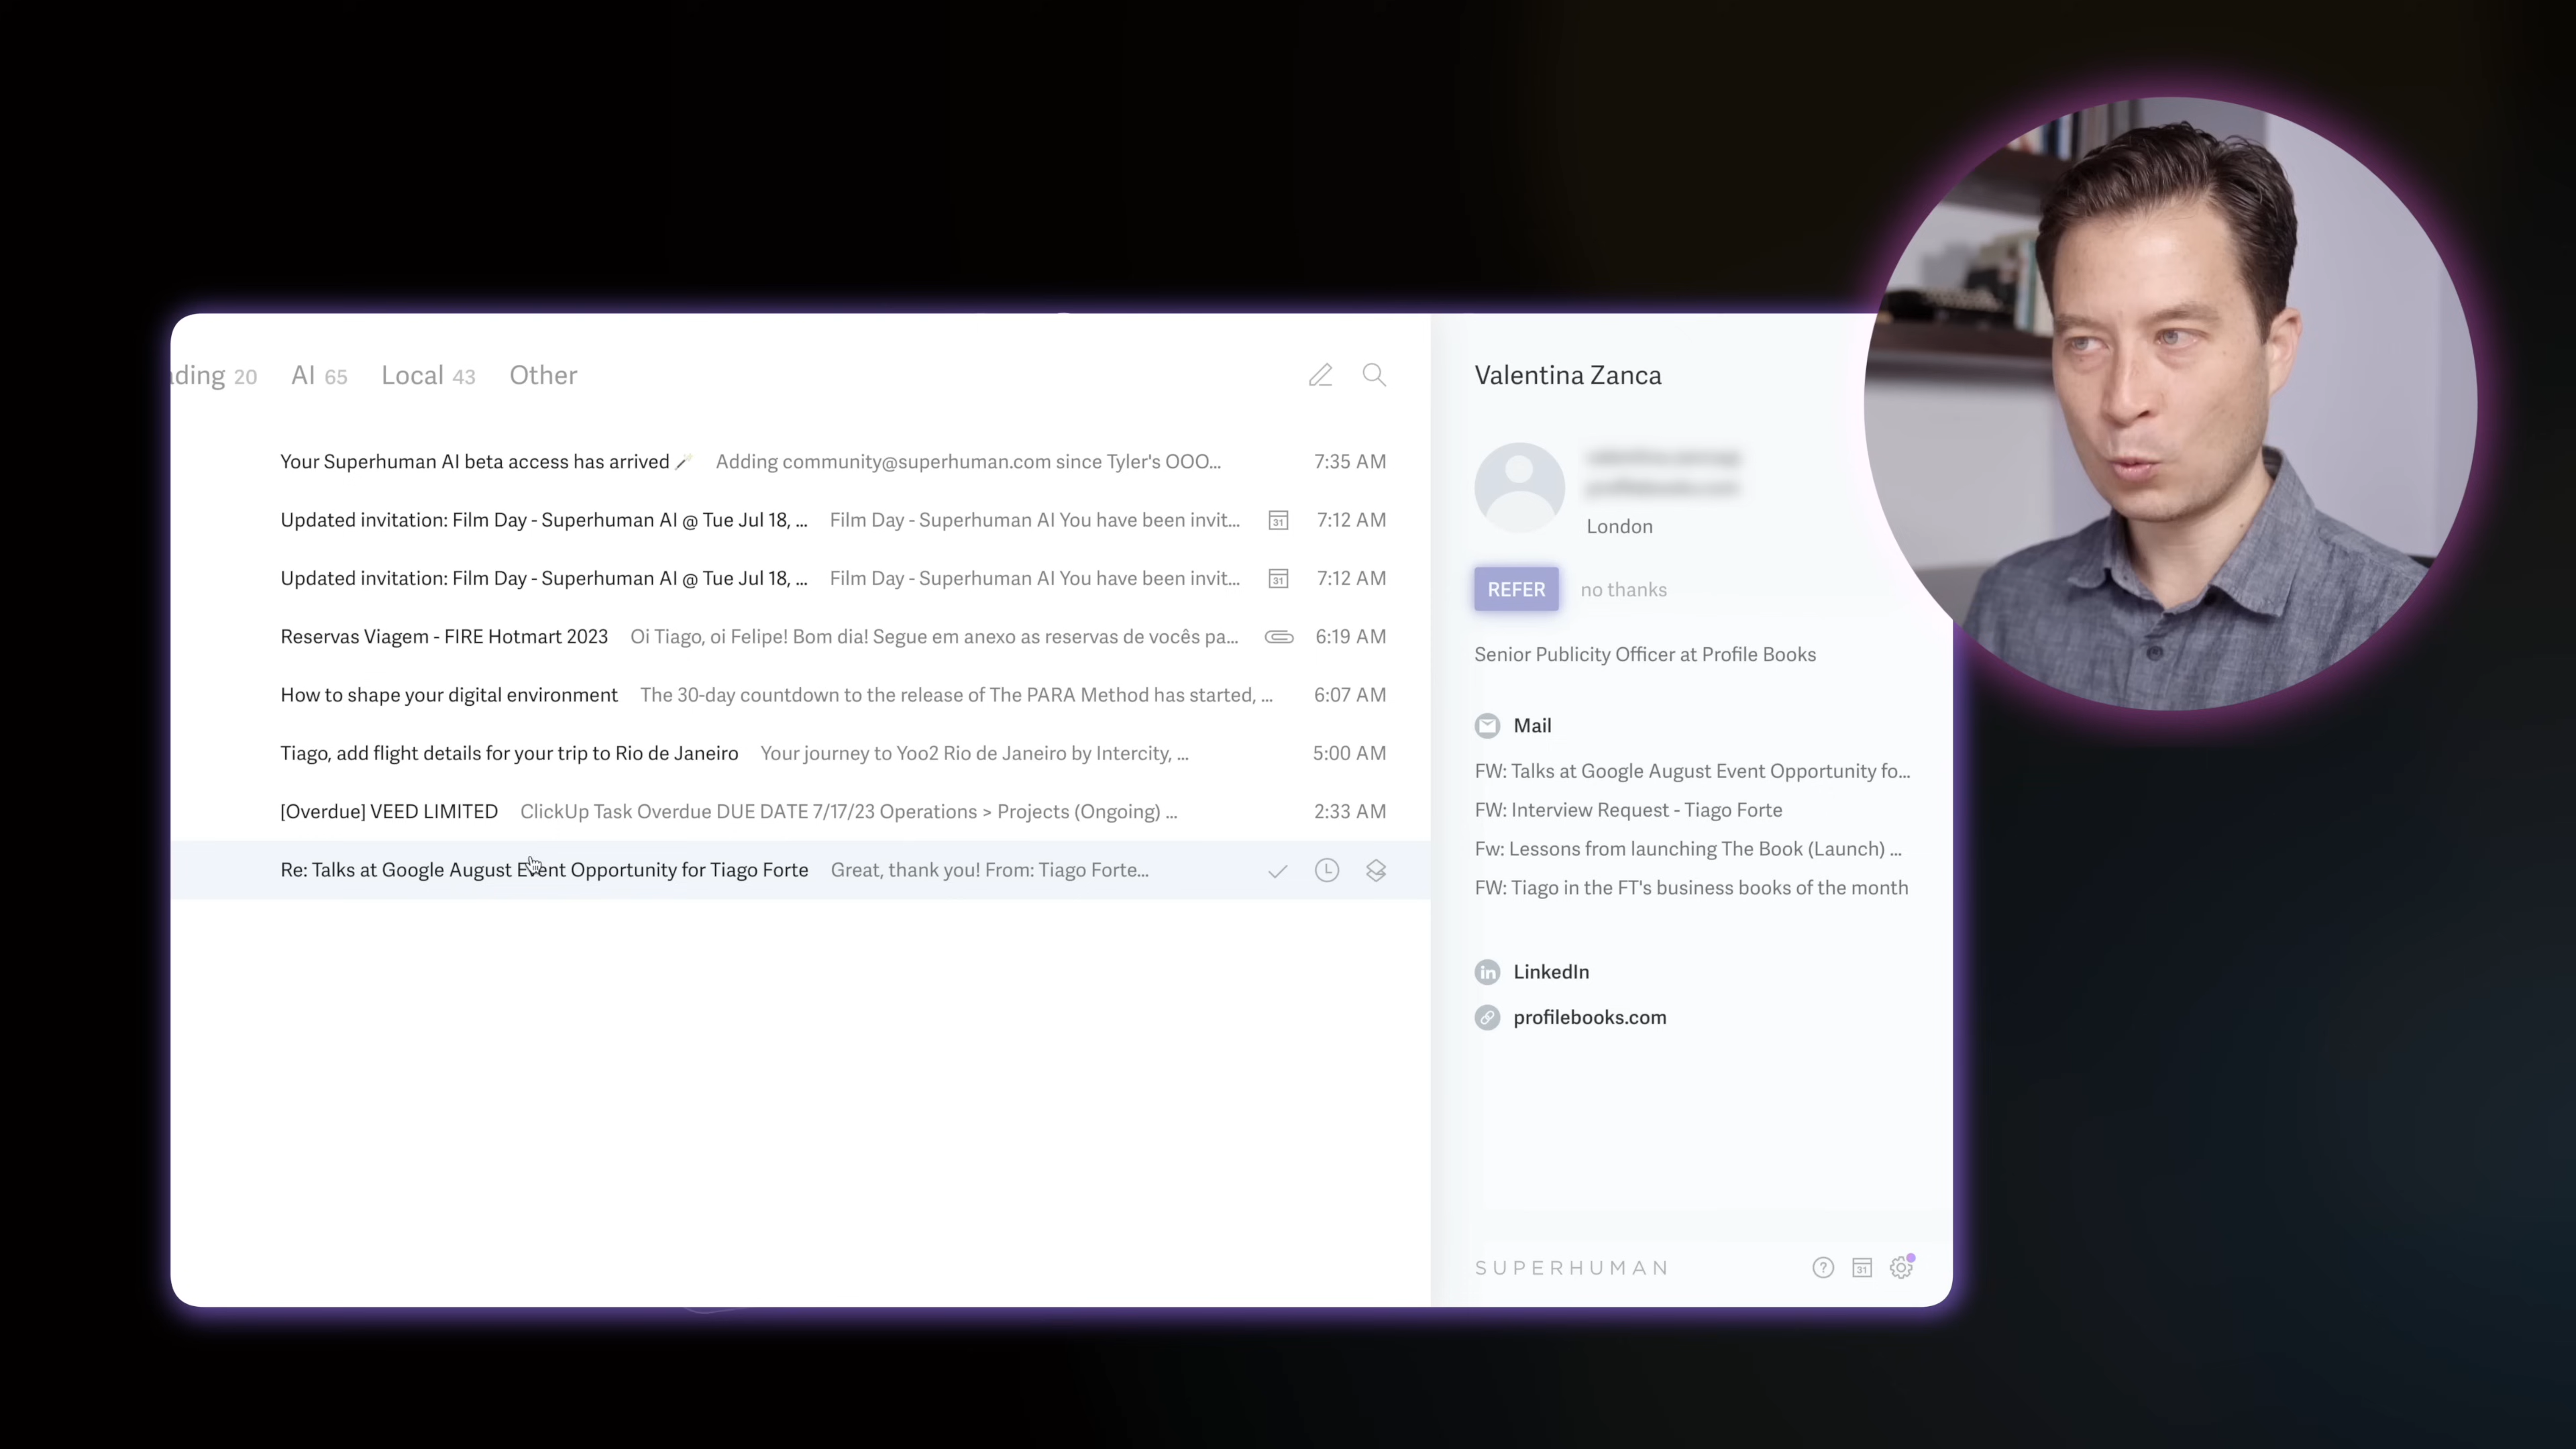 ding 20 AI 65 Local 43 Other
Your Superhuman AI beta access has arrived Adding community@superhuman.com since Tyler's OOO... 7:35 AM
Updated invitation: Film Day - Superhuman AI @ Tue Jul 18, ... Film Day - Superhuman AI You have been invit... 31 7:12 AM
Updated invitation: Film Day - Superhuman AI @ Tue Jul 18, ... Film Day - Superhuman AI You have been invit... 31 7:12 AM
Reservas Viagem - FIRE Hotmart 2023 Oi Tiago, oi Felipe! Bom dia! Segue em anexo as reservas de vocês pa... 6:19 AM
How to shape your digital environment The 30-day countdown to the release of The PARA Method has started, ... 6:07 AM
Tiago, add flight details for your trip to Rio de Janeiro Your journey to Yoo2 Rio de Janeiro by Intercity, ... 5:00 AM
[Overdue] VEED LIMITED ClickUp Task Overdue DUE DATE 7/17/23 Operations > Projects (Ongoing) ... 2:33 AM
Re: Talks at Google August Event Opportunity for Tiago Forte Great, thank you! From: Tiago Forte...
Valentina Zanca
London
REFER no thanks
Senior Publicity Officer at Profile Books
Mail
FW: Talks at Google August Event Opportunity fo...
FW: Interview Request - Tiago Forte
Fw: Lessons from launching The Book (Launch) ...
FW: Tiago in the FT's business books of the month
in LinkedIn
profilebooks.com
SUPERHUMAN ? 31